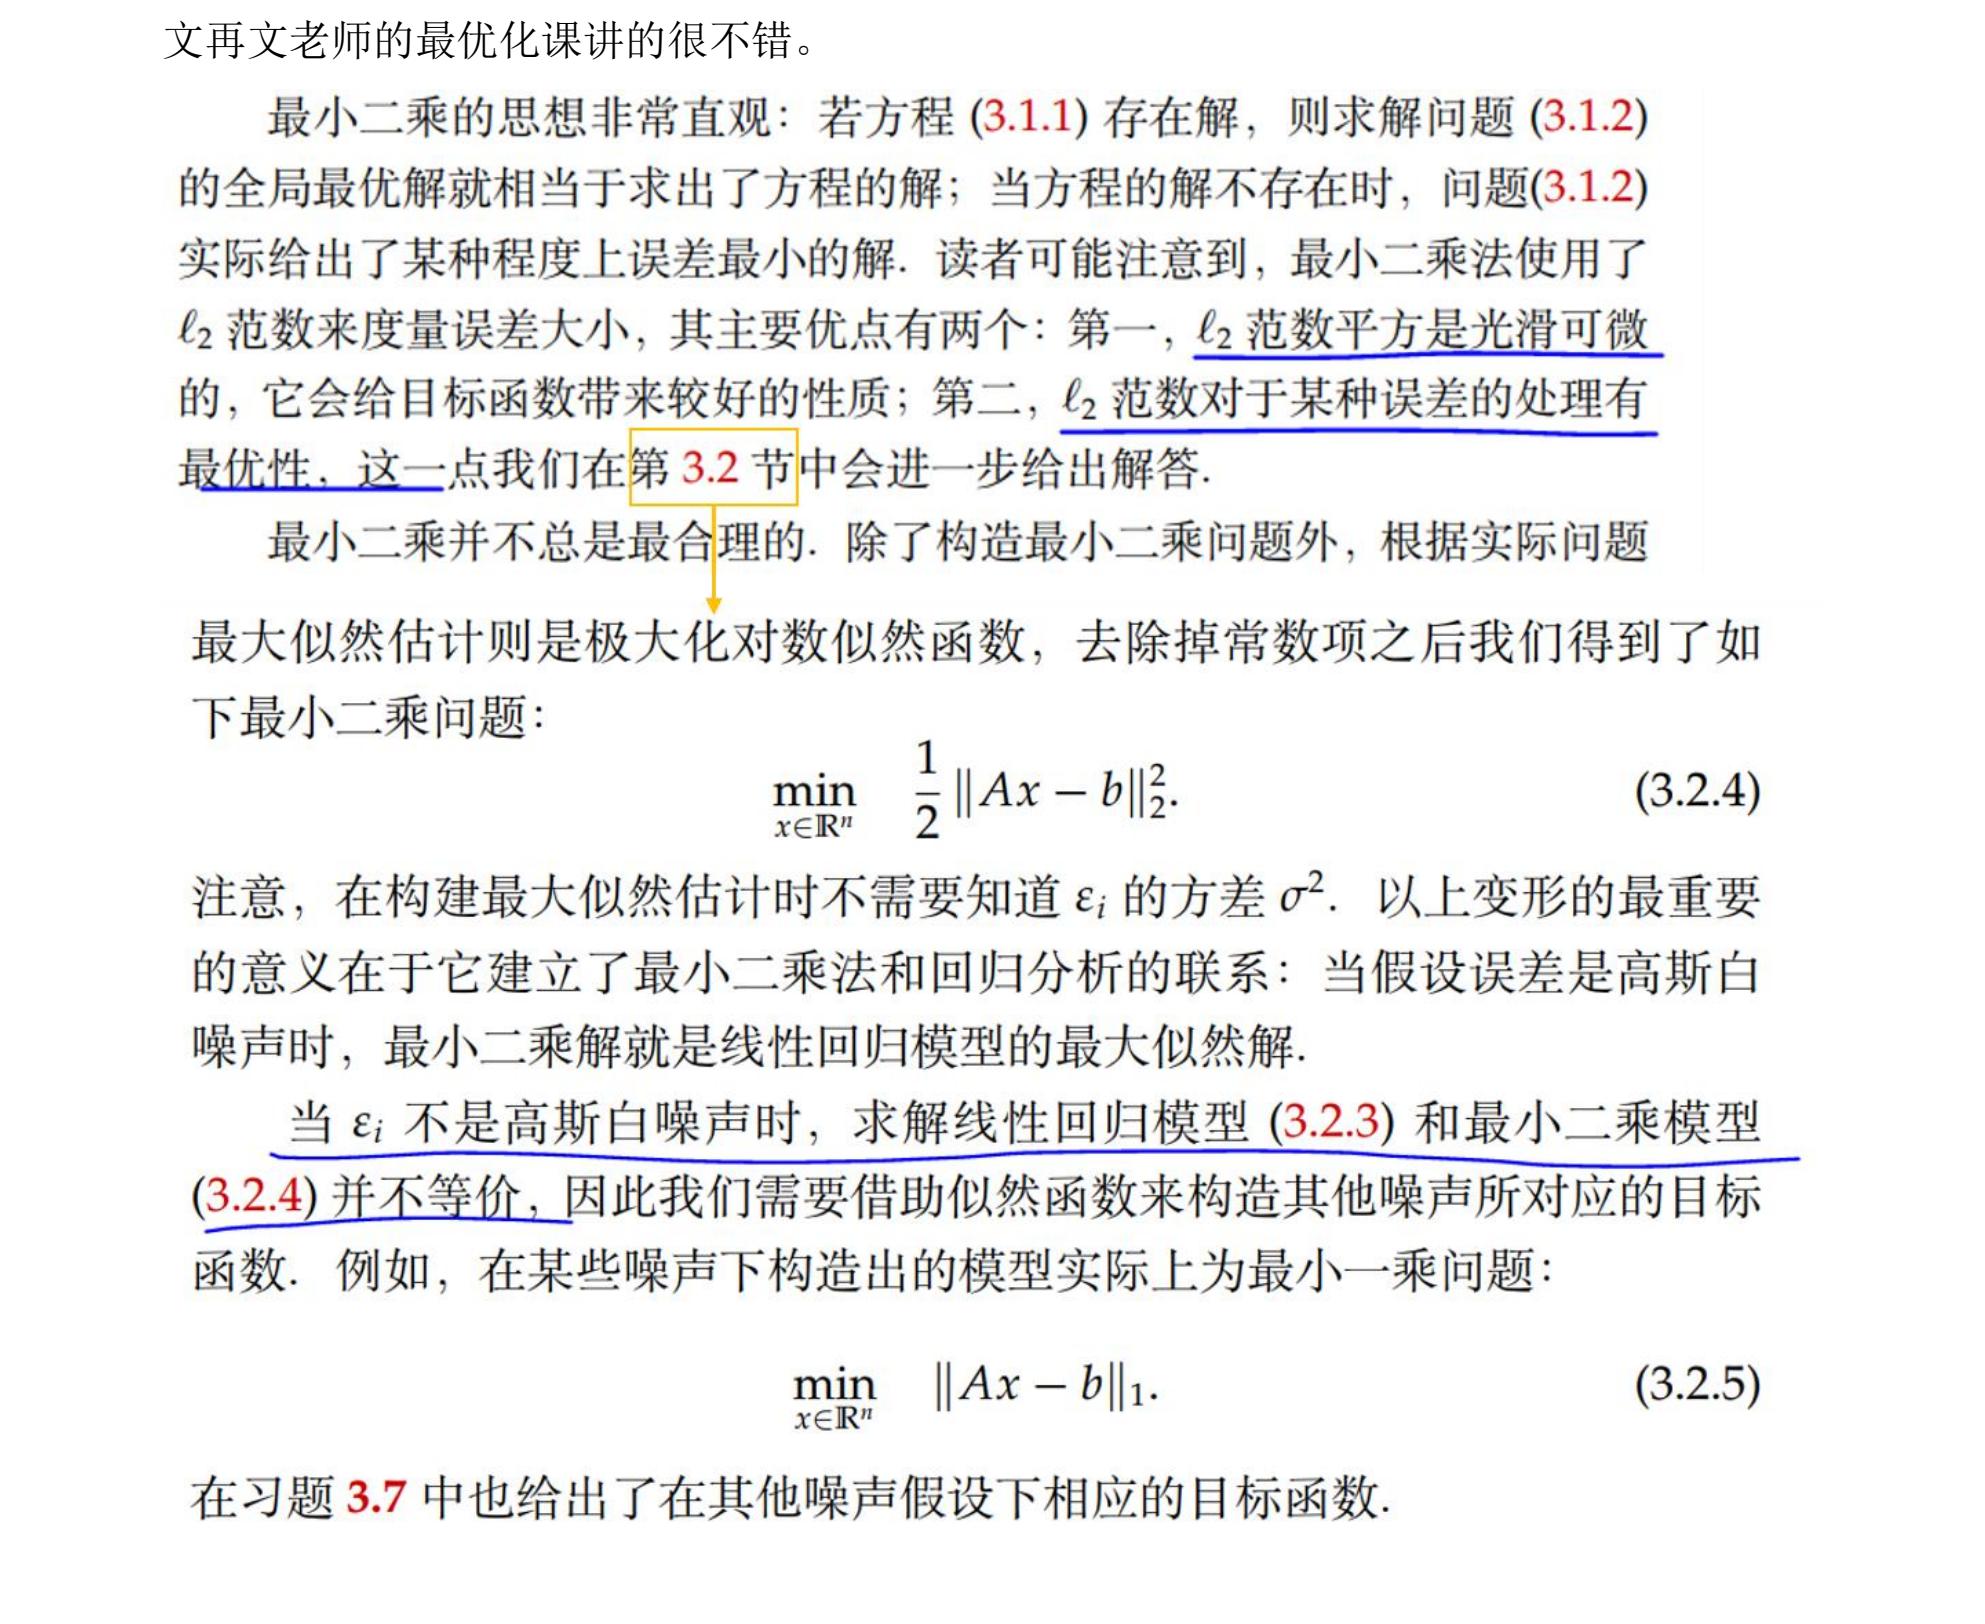 文再文老师的最优化课讲的很不错。
最小二乘的思想非常直观：若方程 (3.1.1) 存在解，则求解问题 (3.1.2)
的全局最优解就相当于求出了方程的解；当方程的解不存在时，问题(3.1.2)
实际给出了某种程度上误差最小的解. 读者可能注意到，最小二乘法使用了
ℓ₂ 范数来度量误差大小，其主要优点有两个：第一，ℓ₂ 范数平方是光滑可微
的，它会给目标函数带来较好的性质；第二，ℓ₂ 范数对于某种误差的处理有
最优性，这一点我们在第 3.2 节中会进一步给出解答.
最小二乘并不总是最合理的. 除了构造最小二乘问题外，根据实际问题
最大似然估计则是极大化对数似然函数，去除掉常数项之后我们得到了如
下最小二乘问题：
min_{x∈ℝⁿ} 1/2 ‖Ax − b‖₂². (3.2.4)
注意，在构建最大似然估计时不需要知道 εᵢ 的方差 σ². 以上变形的最重要
的意义在于它建立了最小二乘法和回归分析的联系：当假设误差是高斯白
噪声时，最小二乘解就是线性回归模型的最大似然解.
当 εᵢ 不是高斯白噪声时，求解线性回归模型 (3.2.3) 和最小二乘模型
(3.2.4) 并不等价，因此我们需要借助似然函数来构造其他噪声所对应的目标
函数. 例如，在某些噪声下构造出的模型实际上为最小一乘问题：
min_{x∈ℝⁿ} ‖Ax − b‖₁. (3.2.5)
在习题 3.7 中也给出了在其他噪声假设下相应的目标函数.